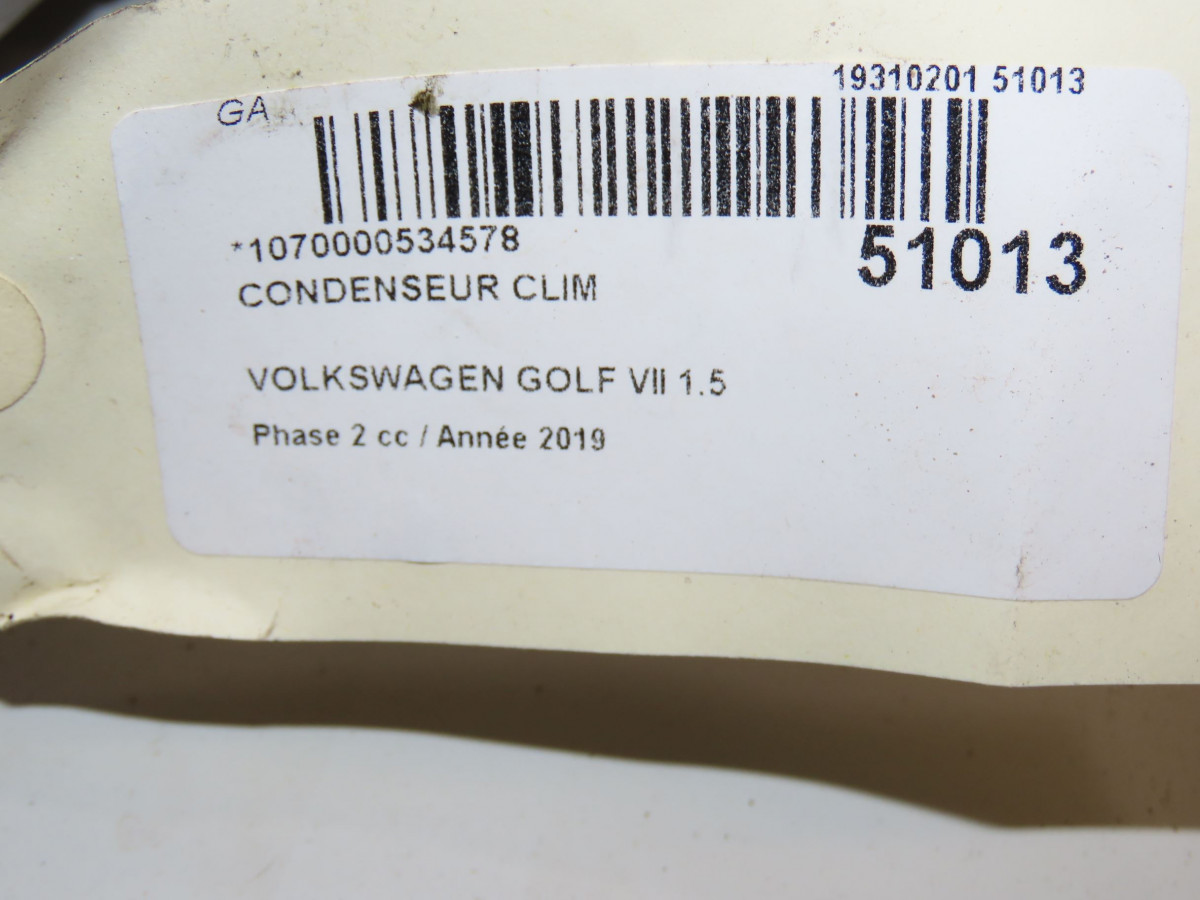 19310201 51013
GA
*1070000534578
51013
CONDENSEUR CLIM
VOLKSWAGEN GOLF VII 1.5
Phase 2 cc / Année 2019